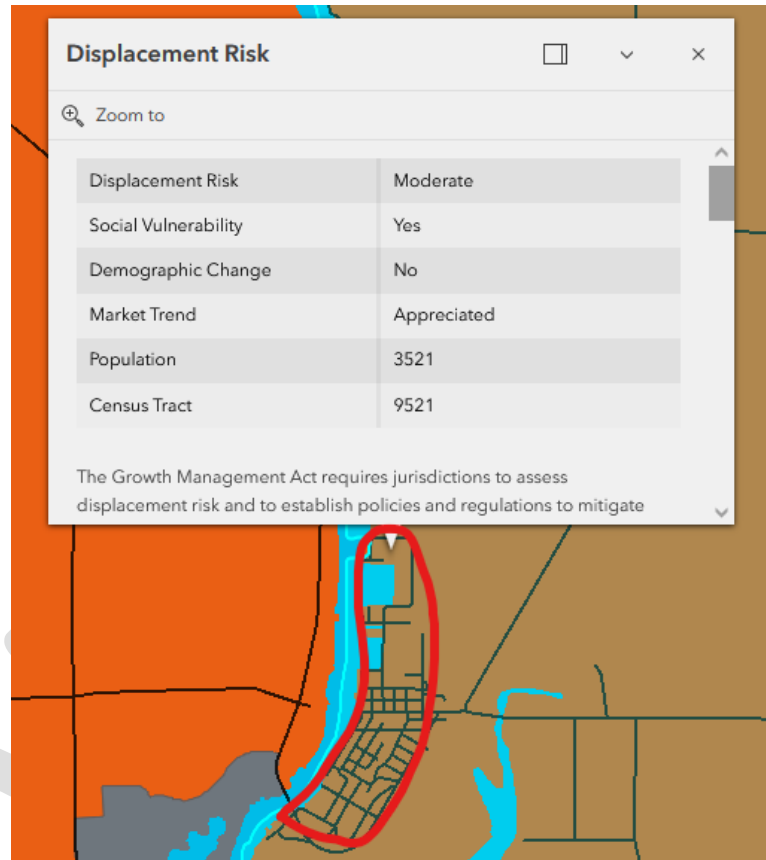 Displacement Risk
Zoom to
Displacement Risk Moderate
Social Vulnerability Yes
Demographic Change No
Market Trend Appreciated
Population 3521
Census Tract 9521
The Growth Management Act requires jurisdictions to assess
displacement risk and to establish policies and regulations to mitigate